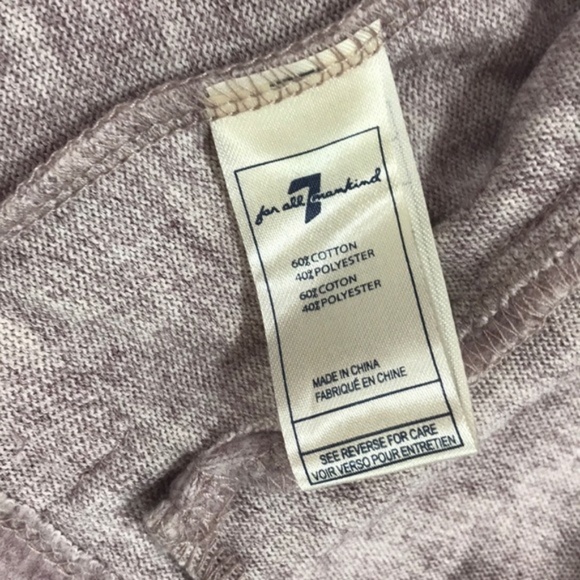 for all 7 mankind
60% COTTON
40% POLYESTER
60% COTON
40% POLYESTER
MADE IN CHINA
FABRIQUÉ EN CHINE
SEE REVERSE FOR CARE
VOIR VERSO POUR ENTRETIEN